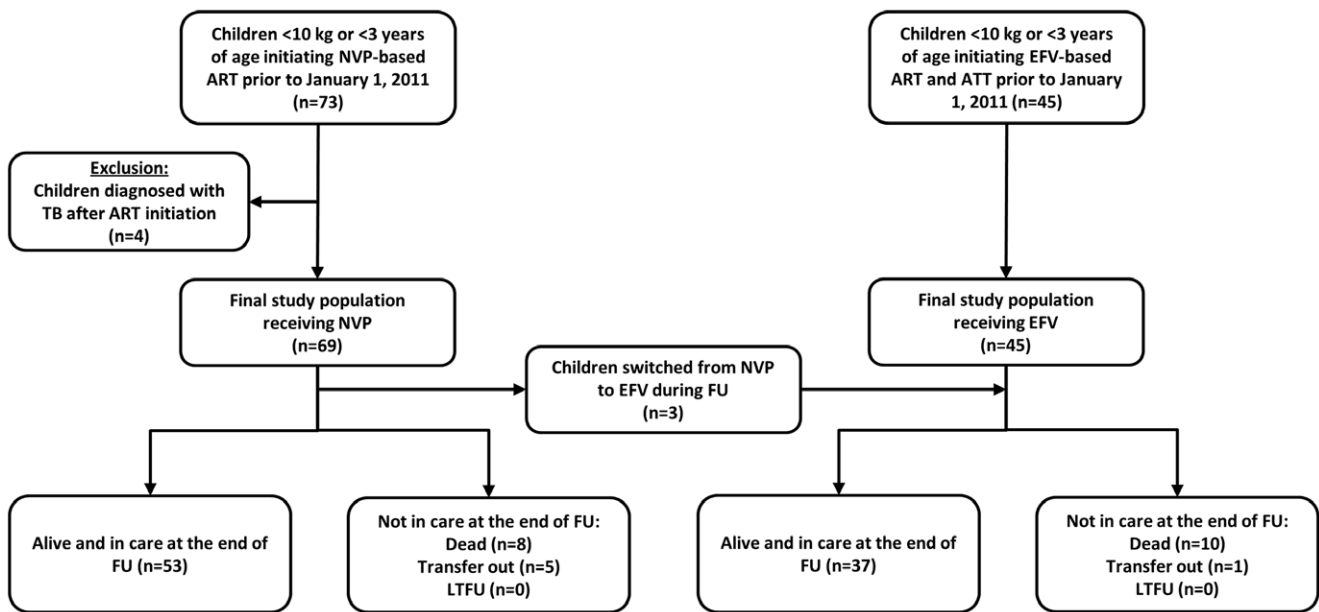 Children <10 kg or <3 years
of age initiating NVP-based
ART prior to January 1, 2011
(n=73)
Children <10 kg or <3 years
of age initiating EFV-based
ART and ATT prior to January
1, 2011 (n=45)
Exclusion:
Children diagnosed with
TB after ART initiation
(n=4)
Final study population
receiving NVP
(n=69)
Final study population
receiving EFV
(n=45)
Children switched from NVP
to EFV during FU
(n=3)
Alive and in care at the end of
FU (n=53)
Not in care at the end of FU:
Dead (n=8)
Transfer out (n=5)
LTFU (n=0)
Alive and in care at the end of
FU (n=37)
Not in care at the end of FU:
Dead (n=10)
Transfer out (n=1)
LTFU (n=0)